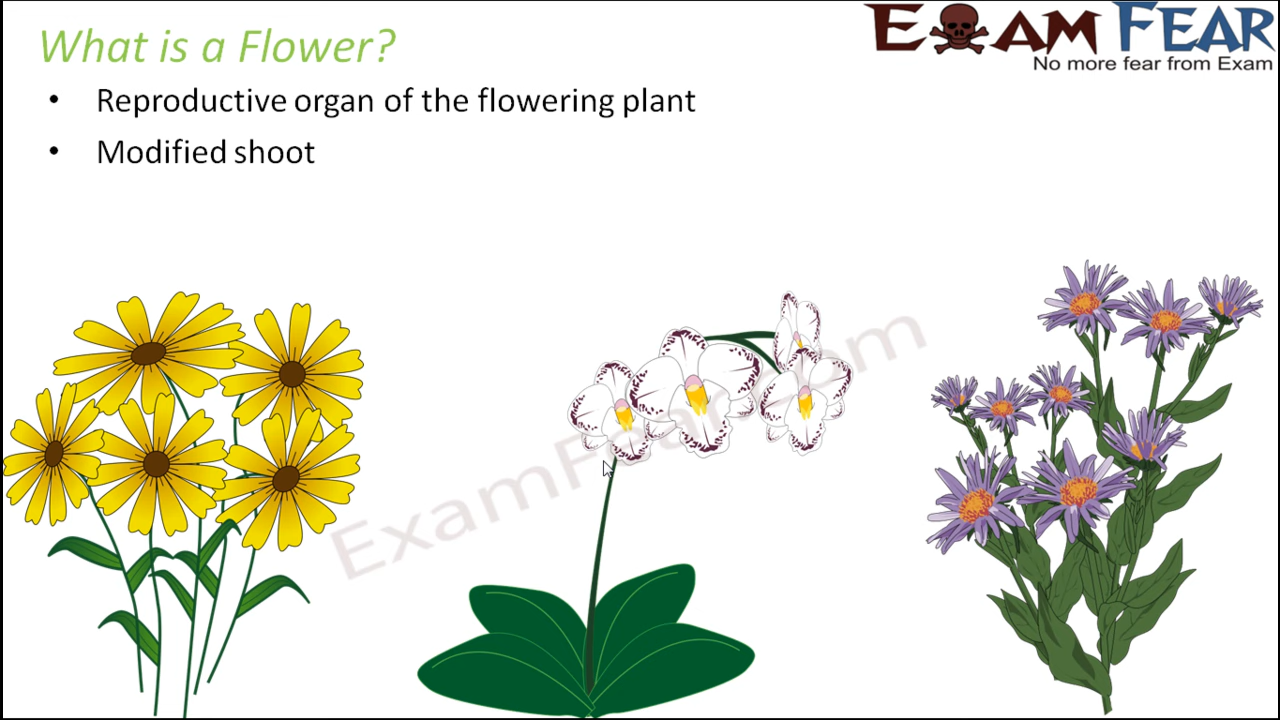 What is a Flower?
EXAM FEAR
No more fear from Exam
• Reproductive organ of the flowering plant
• Modified shoot
ExamFear.com